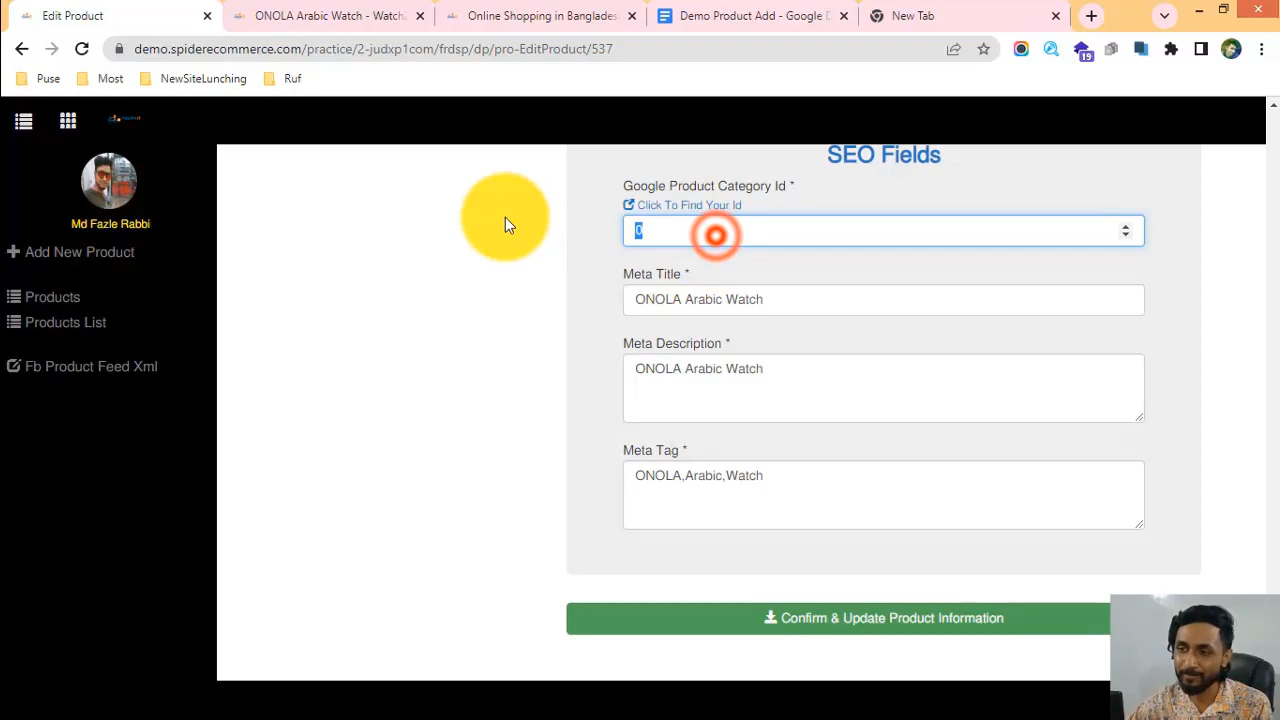 Edit Product
ONOLA Arabic Watch - Watch
Online Shopping in Banglades
Demo Product Add - Google D
New Tab
demo.spiderecommerce.com/practice/2-judxp1com/frdsp/dp/pro-EditProduct/537
19
Puse
Most
NewSiteLunching
Ruf
Md Fazle Rabbi
Add New Product
Products
Products List
Fb Product Feed Xml
SEO Fields
Google Product Category Id *
Click To Find Your Id
0
Meta Title *
ONOLA Arabic Watch
Meta Description *
ONOLA Arabic Watch
Meta Tag *
ONOLA,Arabic,Watch
Confirm & Update Product Information